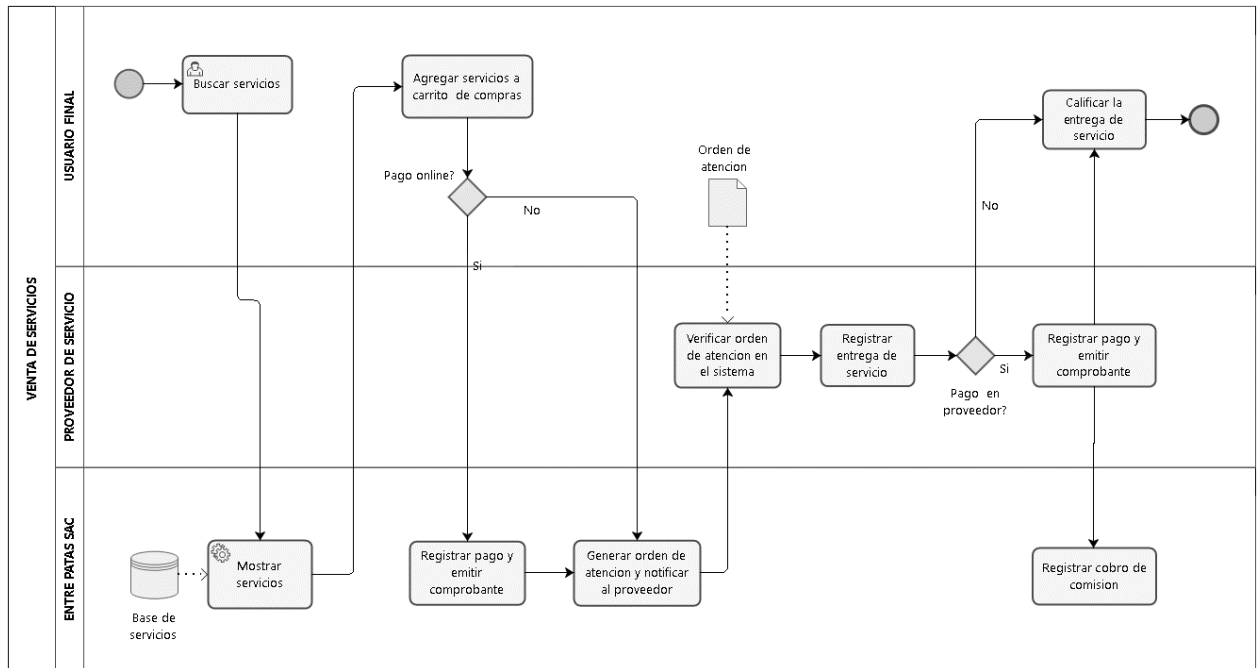 VENTA DE SERVICIOS
USUARIO FINAL
Buscar servicios
Agregar servicios a
carrito de compras
Pago online?
No
Si
Orden de
atencion
Calificar la
entrega de
servicio
No
PROVEEDOR DE SERVICIO
Verificar orden
de atencion en
el sistema
Registrar
entrega de
servicio
Pago en
proveedor?
Si
Registrar pago y
emitir
comprobante
ENTRE PATAS SAC
Base de
servicios
Mostrar
servicios
Registrar pago y
emitir
comprobante
Generar orden de
atencion y notificar
al proveedor
Registrar cobro de
comision